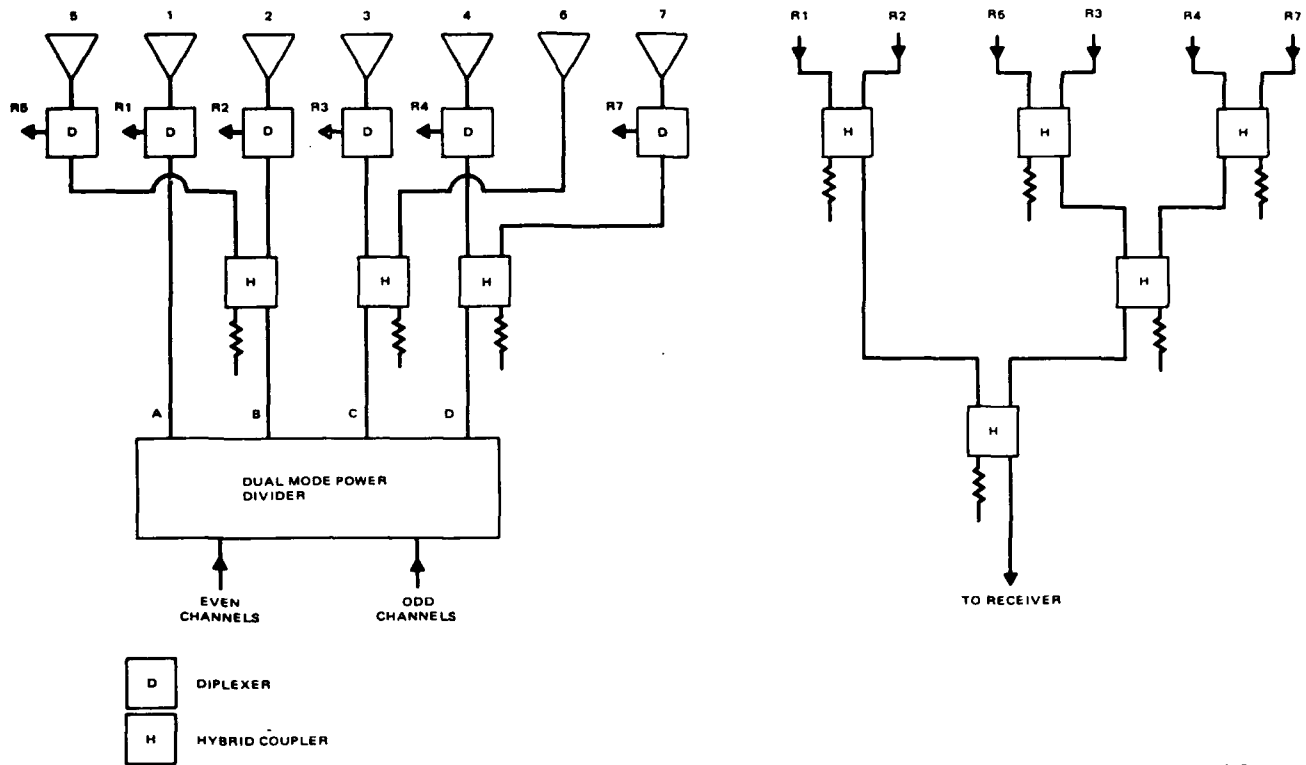 5 1 2 3 4 6 7
R5 R1 R2 R3 R4 R7
D D D D D D
H H H
A B C D
DUAL MODE POWER
DIVIDER
EVEN
CHANNELS
ODD
CHANNELS
D DIPLEXER
H HYBRID COUPLER
R1 R2 R5 R3 R4 R7
H H H
H
H
TO RECEIVER